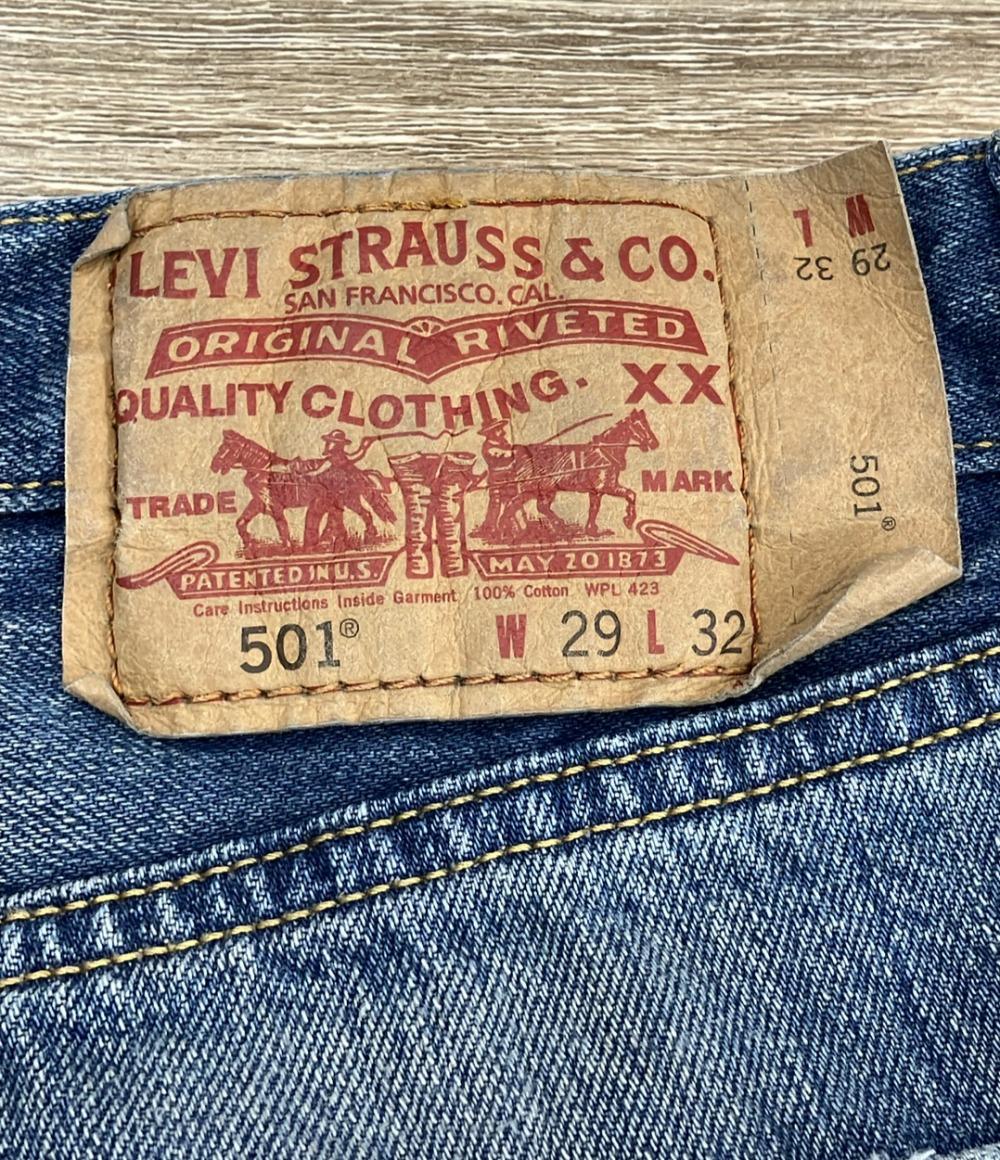 LEVI STRAUSS & CO.
SAN FRANCISCO. CAL.
ORIGINAL RIVETED
QUALITY CLOTHING. XX
TRADE MARK
PATENTED IN U.S. MAY 20 1873
Care Instructions Inside Garment 100% Cotton WPL 423
501® W 29 L 32
W L
29 32
501®